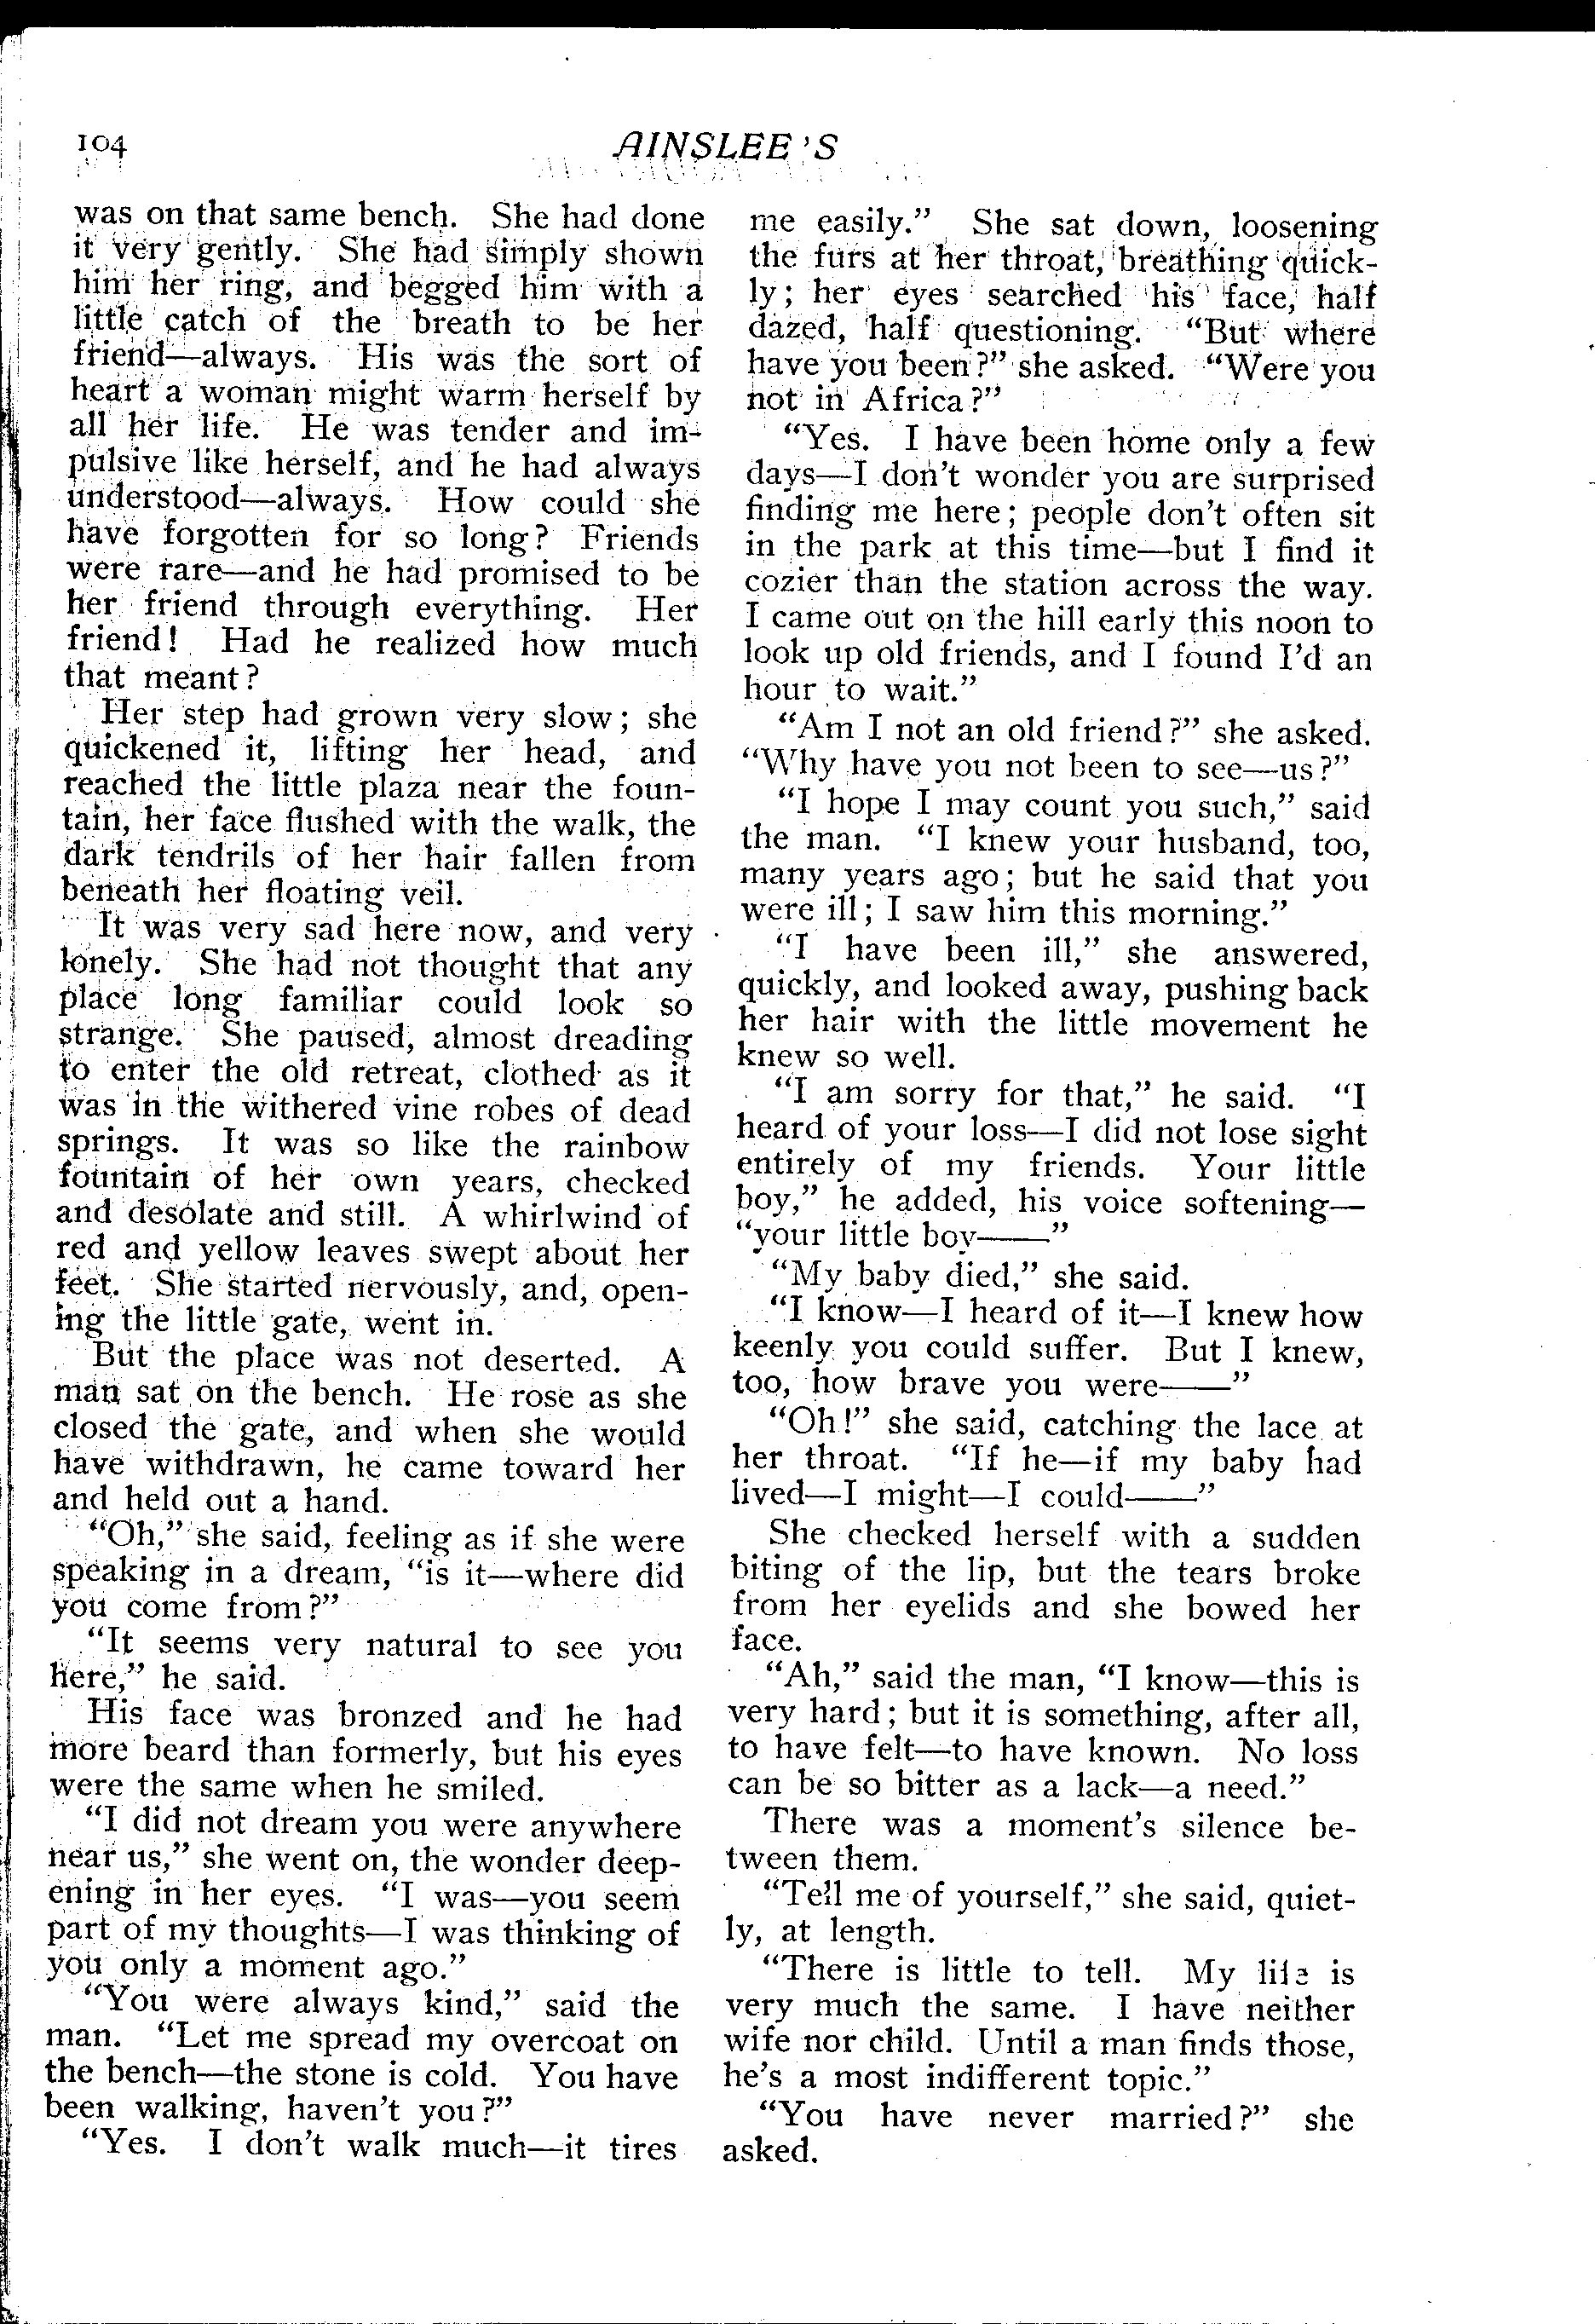 104
AINSLEE'S
was on that same bench. She had done
it very gently. She had simply shown
him her ring, and begged him with a
little catch of the breath to be her
friend—always. His was the sort of
heart a woman might warm herself by
all her life. He was tender and im-
pulsive like herself, and he had always
understood—always. How could she
have forgotten for so long? Friends
were rare—and he had promised to be
her friend through everything. Her
friend! Had he realized how much
that meant?
Her step had grown very slow; she
quickened it, lifting her head, and
reached the little plaza near the foun-
tain, her face flushed with the walk, the
dark tendrils of her hair fallen from
beneath her floating veil.
It was very sad here now, and very
lonely. She had not thought that any
place long familiar could look so
strange. She paused, almost dreading
to enter the old retreat, clothed as it
was in the withered vine robes of dead
springs. It was so like the rainbow
fountain of her own years, checked
and desolate and still. A whirlwind of
red and yellow leaves swept about her
feet. She started nervously, and, open-
ing the little gate, went in.
But the place was not deserted. A
man sat on the bench. He rose as she
closed the gate, and when she would
have withdrawn, he came toward her
and held out a hand.
"Oh," she said, feeling as if she were
speaking in a dream, "is it—where did
you come from?"
"It seems very natural to see you
here," he said.
His face was bronzed and he had
more beard than formerly, but his eyes
were the same when he smiled.
"I did not dream you were anywhere
near us," she went on, the wonder deep-
ening in her eyes. "I was—you seem
part of my thoughts—I was thinking of
you only a moment ago."
"You were always kind," said the
man. "Let me spread my overcoat on
the bench—the stone is cold. You have
been walking, haven't you?"
"Yes. I don't walk much—it tires
me easily." She sat down, loosening
the furs at her throat, breathing quick-
ly; her eyes searched his face, half
dazed, half questioning. "But where
have you been?" she asked. "Were you
not in Africa?"
"Yes. I have been home only a few
days—I don't wonder you are surprised
finding me here; people don't often sit
in the park at this time—but I find it
cozier than the station across the way.
I came out on the hill early this noon to
look up old friends, and I found I'd an
hour to wait."
"Am I not an old friend?" she asked.
"Why have you not been to see—us?"
"I hope I may count you such," said
the man. "I knew your husband, too,
many years ago; but he said that you
were ill; I saw him this morning."
"I have been ill," she answered,
quickly, and looked away, pushing back
her hair with the little movement he
knew so well.
"I am sorry for that," he said. "I
heard of your loss—I did not lose sight
entirely of my friends. Your little
boy," he added, his voice softening—
"your little boy——"
"My baby died," she said.
"I know—I heard of it—I knew how
keenly you could suffer. But I knew,
too, how brave you were——"
"Oh!" she said, catching the lace at
her throat. "If he—if my baby had
lived—I might—I could——"
She checked herself with a sudden
biting of the lip, but the tears broke
from her eyelids and she bowed her
face.
"Ah," said the man, "I know—this is
very hard; but it is something, after all,
to have felt—to have known. No loss
can be so bitter as a lack—a need."
There was a moment's silence be-
tween them.
"Tell me of yourself," she said, quiet-
ly, at length.
"There is little to tell. My life is
very much the same. I have neither
wife nor child. Until a man finds those,
he's a most indifferent topic."
"You have never married?" she
asked.